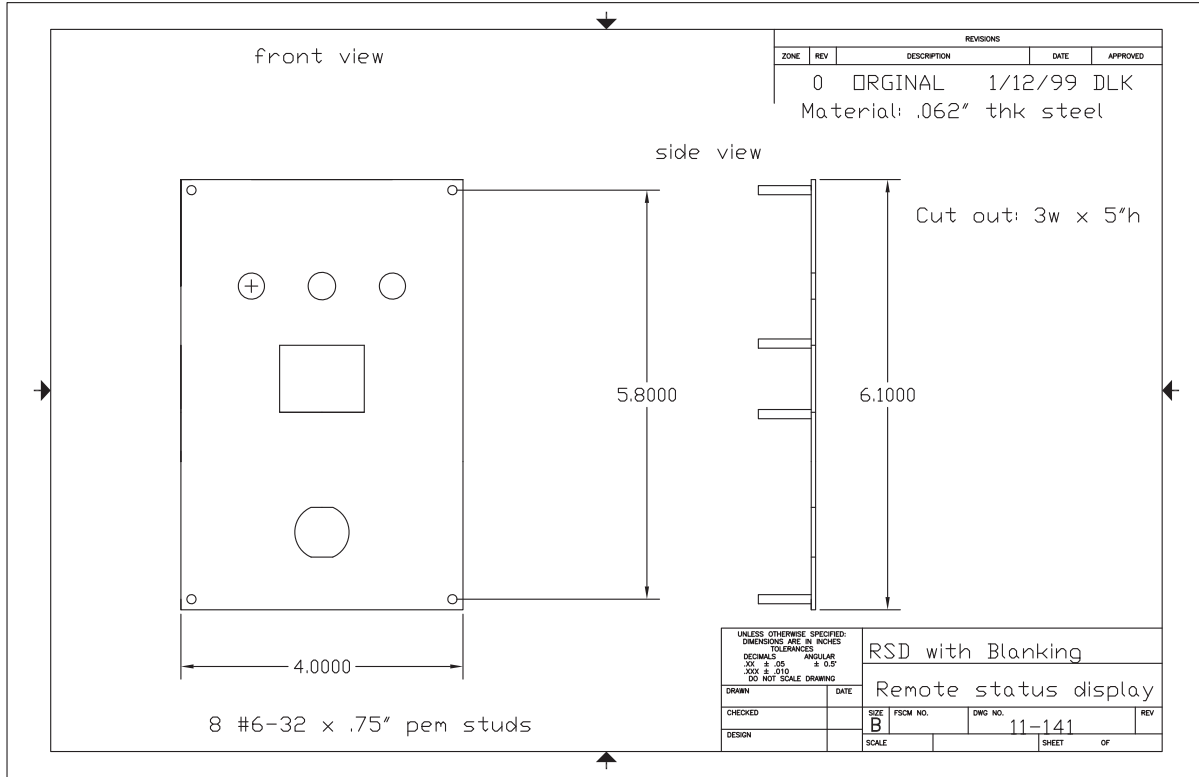 front view
REVISIONS
ZONE REV DESCRIPTION DATE APPROVED
0 ORGINAL 1/12/99 DLK
Material: .062" thk steel
side view
Cut out: 3w x 5"h
5.8000
6.1000
4.0000
8 #6-32 x .75" pem studs
UNLESS OTHERWISE SPECIFIED:
DIMENSIONS ARE IN INCHES
TOLERANCES
DECIMALS ANGULAR
.XX ± .05 ± 0.5°
.XXX ± .010
DO NOT SCALE DRAWING
DRAWN DATE
CHECKED
DESIGN
RSD with Blanking
Remote status display
SIZE FSCM NO. DWG NO. REV
B 11-141
SCALE SHEET OF